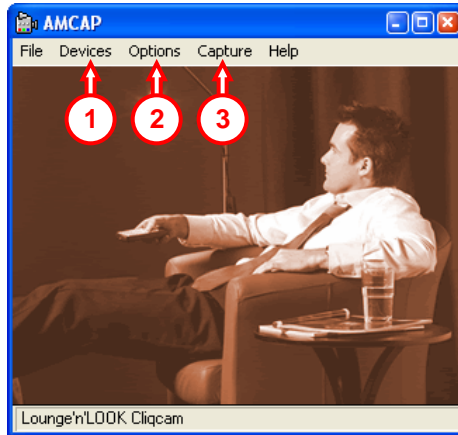 AMCAP
File Devices Options Capture Help
1 2 3
Lounge'n'LOOK Cliqcam